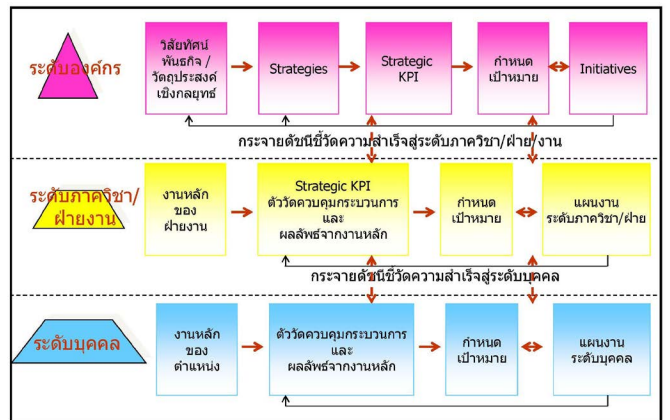 ระดับองค์กร
วิสัยทัศน์
พันธกิจ /
วัตถุประสงค์
เชิงกลยุทธ์
Strategies
Strategic
KPI
กำหนด
เป้าหมาย
Initiatives
กระจายดัชนีชี้วัดความสำเร็จสู่ระดับภาควิชา/ฝ่าย/งาน
ระดับภาควิชา/
ฝ่ายงาน
งานหลัก
ของ
ฝ่ายงาน
Strategic KPI
ตัววัดควบคุมกระบวนการ
และ
ผลลัพธ์จากงานหลัก
กำหนด
เป้าหมาย
แผนงาน
ระดับภาควิชา/ฝ่าย
กระจายดัชนีชี้วัดความสำเร็จสู่ระดับบุคคล
ระดับบุคคล
งานหลัก
ของ
ตำแหน่ง
ตัววัดควบคุมกระบวนการ
และ
ผลลัพธ์จากงานหลัก
กำหนด
เป้าหมาย
แผนงาน
ระดับบุคคล